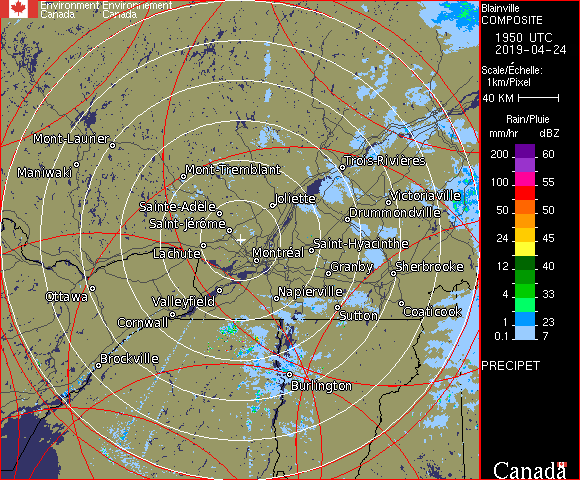 Environment Environnement
Canada Canada
Blainville
COMPOSITE
1950 UTC
2019-04-24
Scale/Échelle:
1km/Pixel
40 KM
Rain/Pluie
mm/hr dBZ
200 60
100 55
50 50
24 45
12 40
4 33
1 23
0.1 7
PRECIPET
Canada
Mont-Laurier
Maniwaki
Mont-Tremblant
Trois-Rivières
Victoriaville
Joliette
Sainte-Adele
Drummondville
Saint-Jérôme
Saint-Hyacinthe
Lachute
Montréal
Granby
Sherbrooke
Ottawa
Valleyfield
Napierville
Coaticook
Cornwall
Sutton
Brockville
Burlington